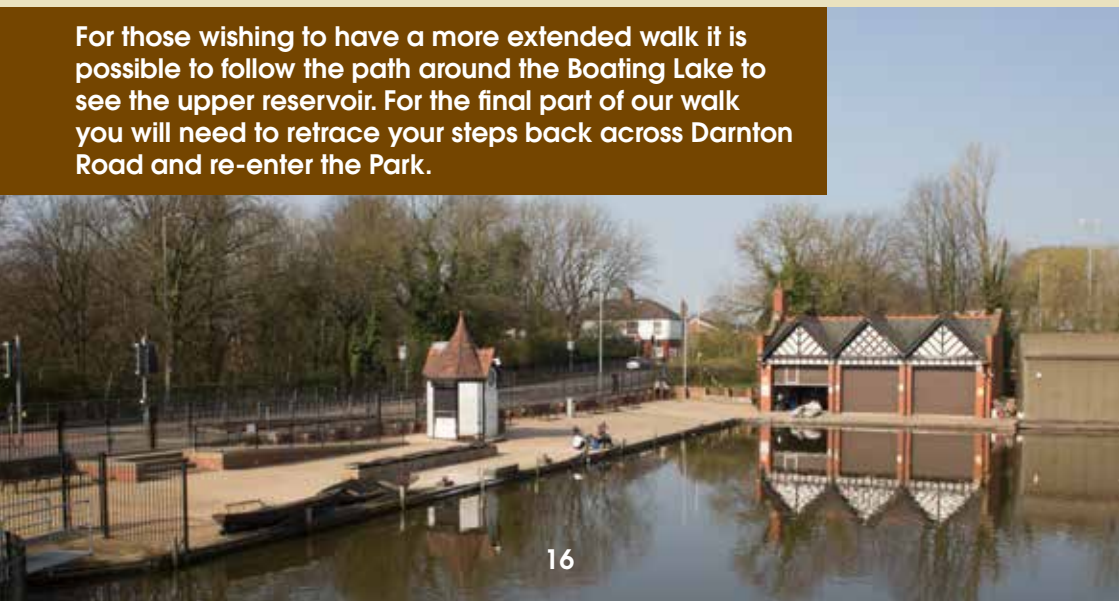 For those wishing to have a more extended walk it is
possible to follow the path around the Boating Lake to
see the upper reservoir. For the final part of our walk
you will need to retrace your steps back across Darnton
Road and re-enter the Park.
16